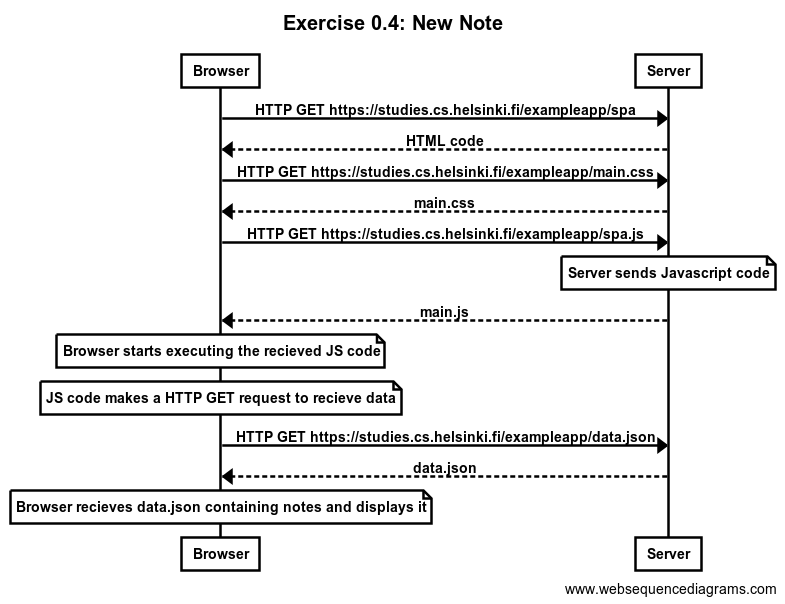 Exercise 0.4: New Note
Browser
Server
HTTP GET https://studies.cs.helsinki.fi/exampleapp/spa
HTML code
HTTP GET https://studies.cs.helsinki.fi/exampleapp/main.css
main.css
HTTP GET https://studies.cs.helsinki.fi/exampleapp/spa.js
Server sends Javascript code
main.js
Browser starts executing the recieved JS code
JS code makes a HTTP GET request to recieve data
HTTP GET https://studies.cs.helsinki.fi/exampleapp/data.json
data.json
Browser recieves data.json containing notes and displays it
Browser
Server
www.websequencediagrams.com